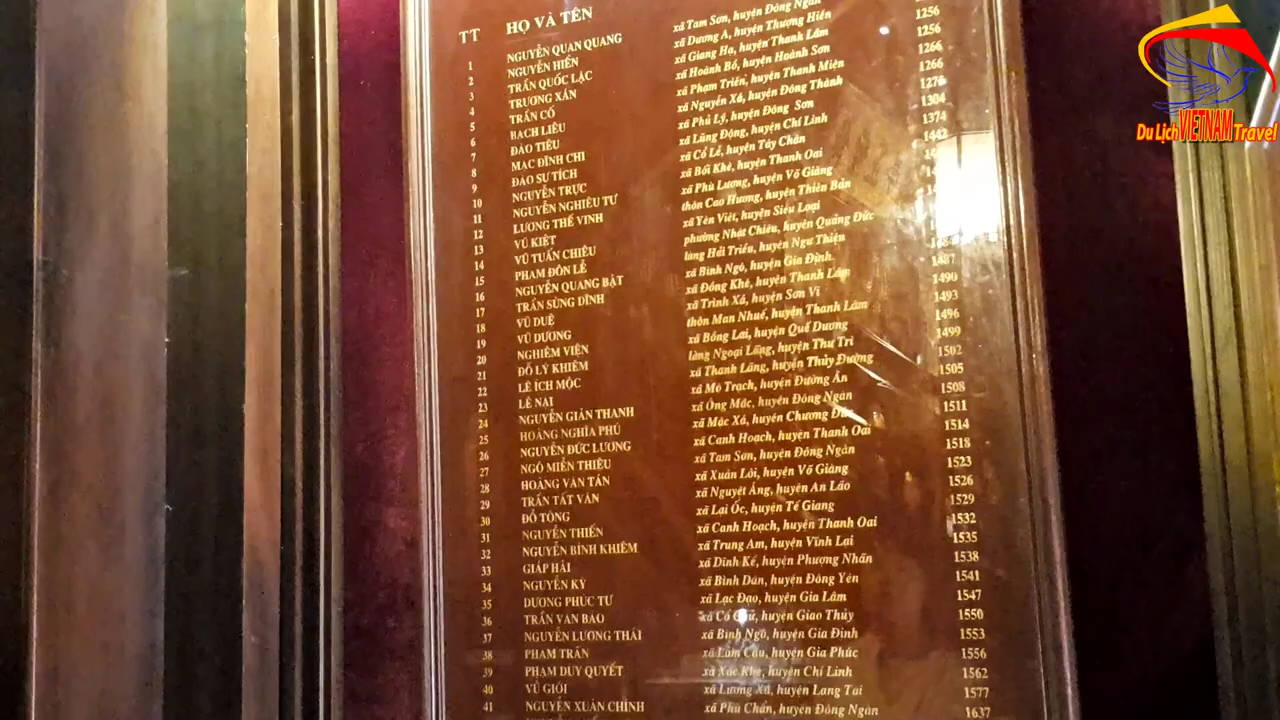 TT HỌ VÀ TÊN
1 NGUYỄN QUAN QUANG xã Tam Sơn, huyện Đông Ngàn
2 NGUYỄN HIỀN xã Dương A, huyện Thượng Hiền
3 TRẦN QUỐC LẶC xã Giang Hạ, huyện Thanh Lâm 1256
4 TRƯƠNG XÁN xã Hoành Bồ, huyện Hoành Sơn 1256
5 TRẦN CỐ xã Phạm Triền, huyện Thanh Miện 1266
6 BẠCH LIÊU xã Nguyễn Xá, huyện Đông Thành 1266
7 ĐÀO TIÊU xã Phủ Lý, huyện Đông Sơn 1275
8 MẠC ĐĨNH CHI xã Lũng Động, huyện Chí Linh 1304
9 ĐÀO SƯ TÍCH xã Cổ Lễ, huyện Tây Chân 1374
10 NGUYỄN TRỰC xã Bối Khê, huyện Thanh Oai 1442
11 NGUYỄN NGHIÊU TƯ xã Phù Lương, huyện Võ Giàng
12 LƯƠNG THẾ VINH thôn Cao Hương, huyện Thiên Bản
13 VŨ KIỆT xã Yên Việt, huyện Siêu Loại
14 VŨ TUẤN CHIÊU phường Nhật Chiêu, huyện Quảng Đức
15 PHẠM ĐÔN LỄ làng Hải Triều, huyện Ngự Thiên
16 NGUYỄN QUANG BẬT xã Bình Ngô, huyện Gia Định 1484
17 TRẦN SÙNG DĨNH xã Đồng Khê, huyện Thanh Lâm 1487
18 VŨ DUỆ xã Trình Xá, huyện Sơn Vi 1490
19 VŨ DƯƠNG thôn Man Nhuế, huyện Thanh Lâm 1493
20 NGHIÊM VIỆN xã Bồng Lai, huyện Quế Dương 1496
21 ĐỖ LÝ KHIÊM làng Ngoại Lãng, huyện Thư Trì 1499
22 LÊ ÍCH MỘC xã Thanh Lãng, huyện Thủy Đường 1502
23 LÊ NẠI xã Mộ Trạch, huyện Đường An 1505
24 NGUYỄN GIẢN THANH xã Ông Mặc, huyện Đông Ngàn 1508
25 HOÀNG NGHĨA PHÚ xã Mạc Xá, huyện Chương Đức 1511
26 NGUYỄN ĐỨC LƯƠNG xã Canh Hoạch, huyện Thanh Oai 1514
27 NGÔ MIỄN THIỆU xã Tam Sơn, huyện Đông Ngàn 1518
28 HOÀNG VĂN TÁN xã Xuân Lôi, huyện Võ Giàng 1523
29 TRẦN TẤT VĂN xã Nguyệt Áng, huyện An Lão 1526
30 ĐỖ TÔNG xã Lại Ốc, huyện Tế Giang 1529
31 NGUYỄN THIẾN xã Canh Hoạch, huyện Thanh Oai 1532
32 NGUYỄN BỈNH KHIÊM xã Trung Am, huyện Vĩnh Lại 1535
33 GIÁP HẢI xã Dĩnh Kế, huyện Phượng Nhãn 1538
34 NGUYỄN KỲ xã Bình Dân, huyện Đông Yên 1541
35 DƯƠNG PHÚC TƯ xã Lạc Đạo, huyện Gia Lâm 1547
36 TRẦN VĂN BẢO xã Cổ Chử, huyện Giao Thủy 1550
37 NGUYỄN LƯỢNG THÁI xã Bình Ngô, huyện Gia Định 1553
38 PHẠM TRẤN xã Lâm Cầu, huyện Gia Phúc 1556
39 PHẠM DUY QUYẾT xã Xác Khê, huyện Chí Linh 1562
40 VŨ GIỚI xã Lương Xá, huyện Lang Tài 1577
41 NGUYỄN XUÂN CHÍNH xã Phù Chẩn, huyện Đông Ngàn 1637
Du Lịch VIETNAM Travel